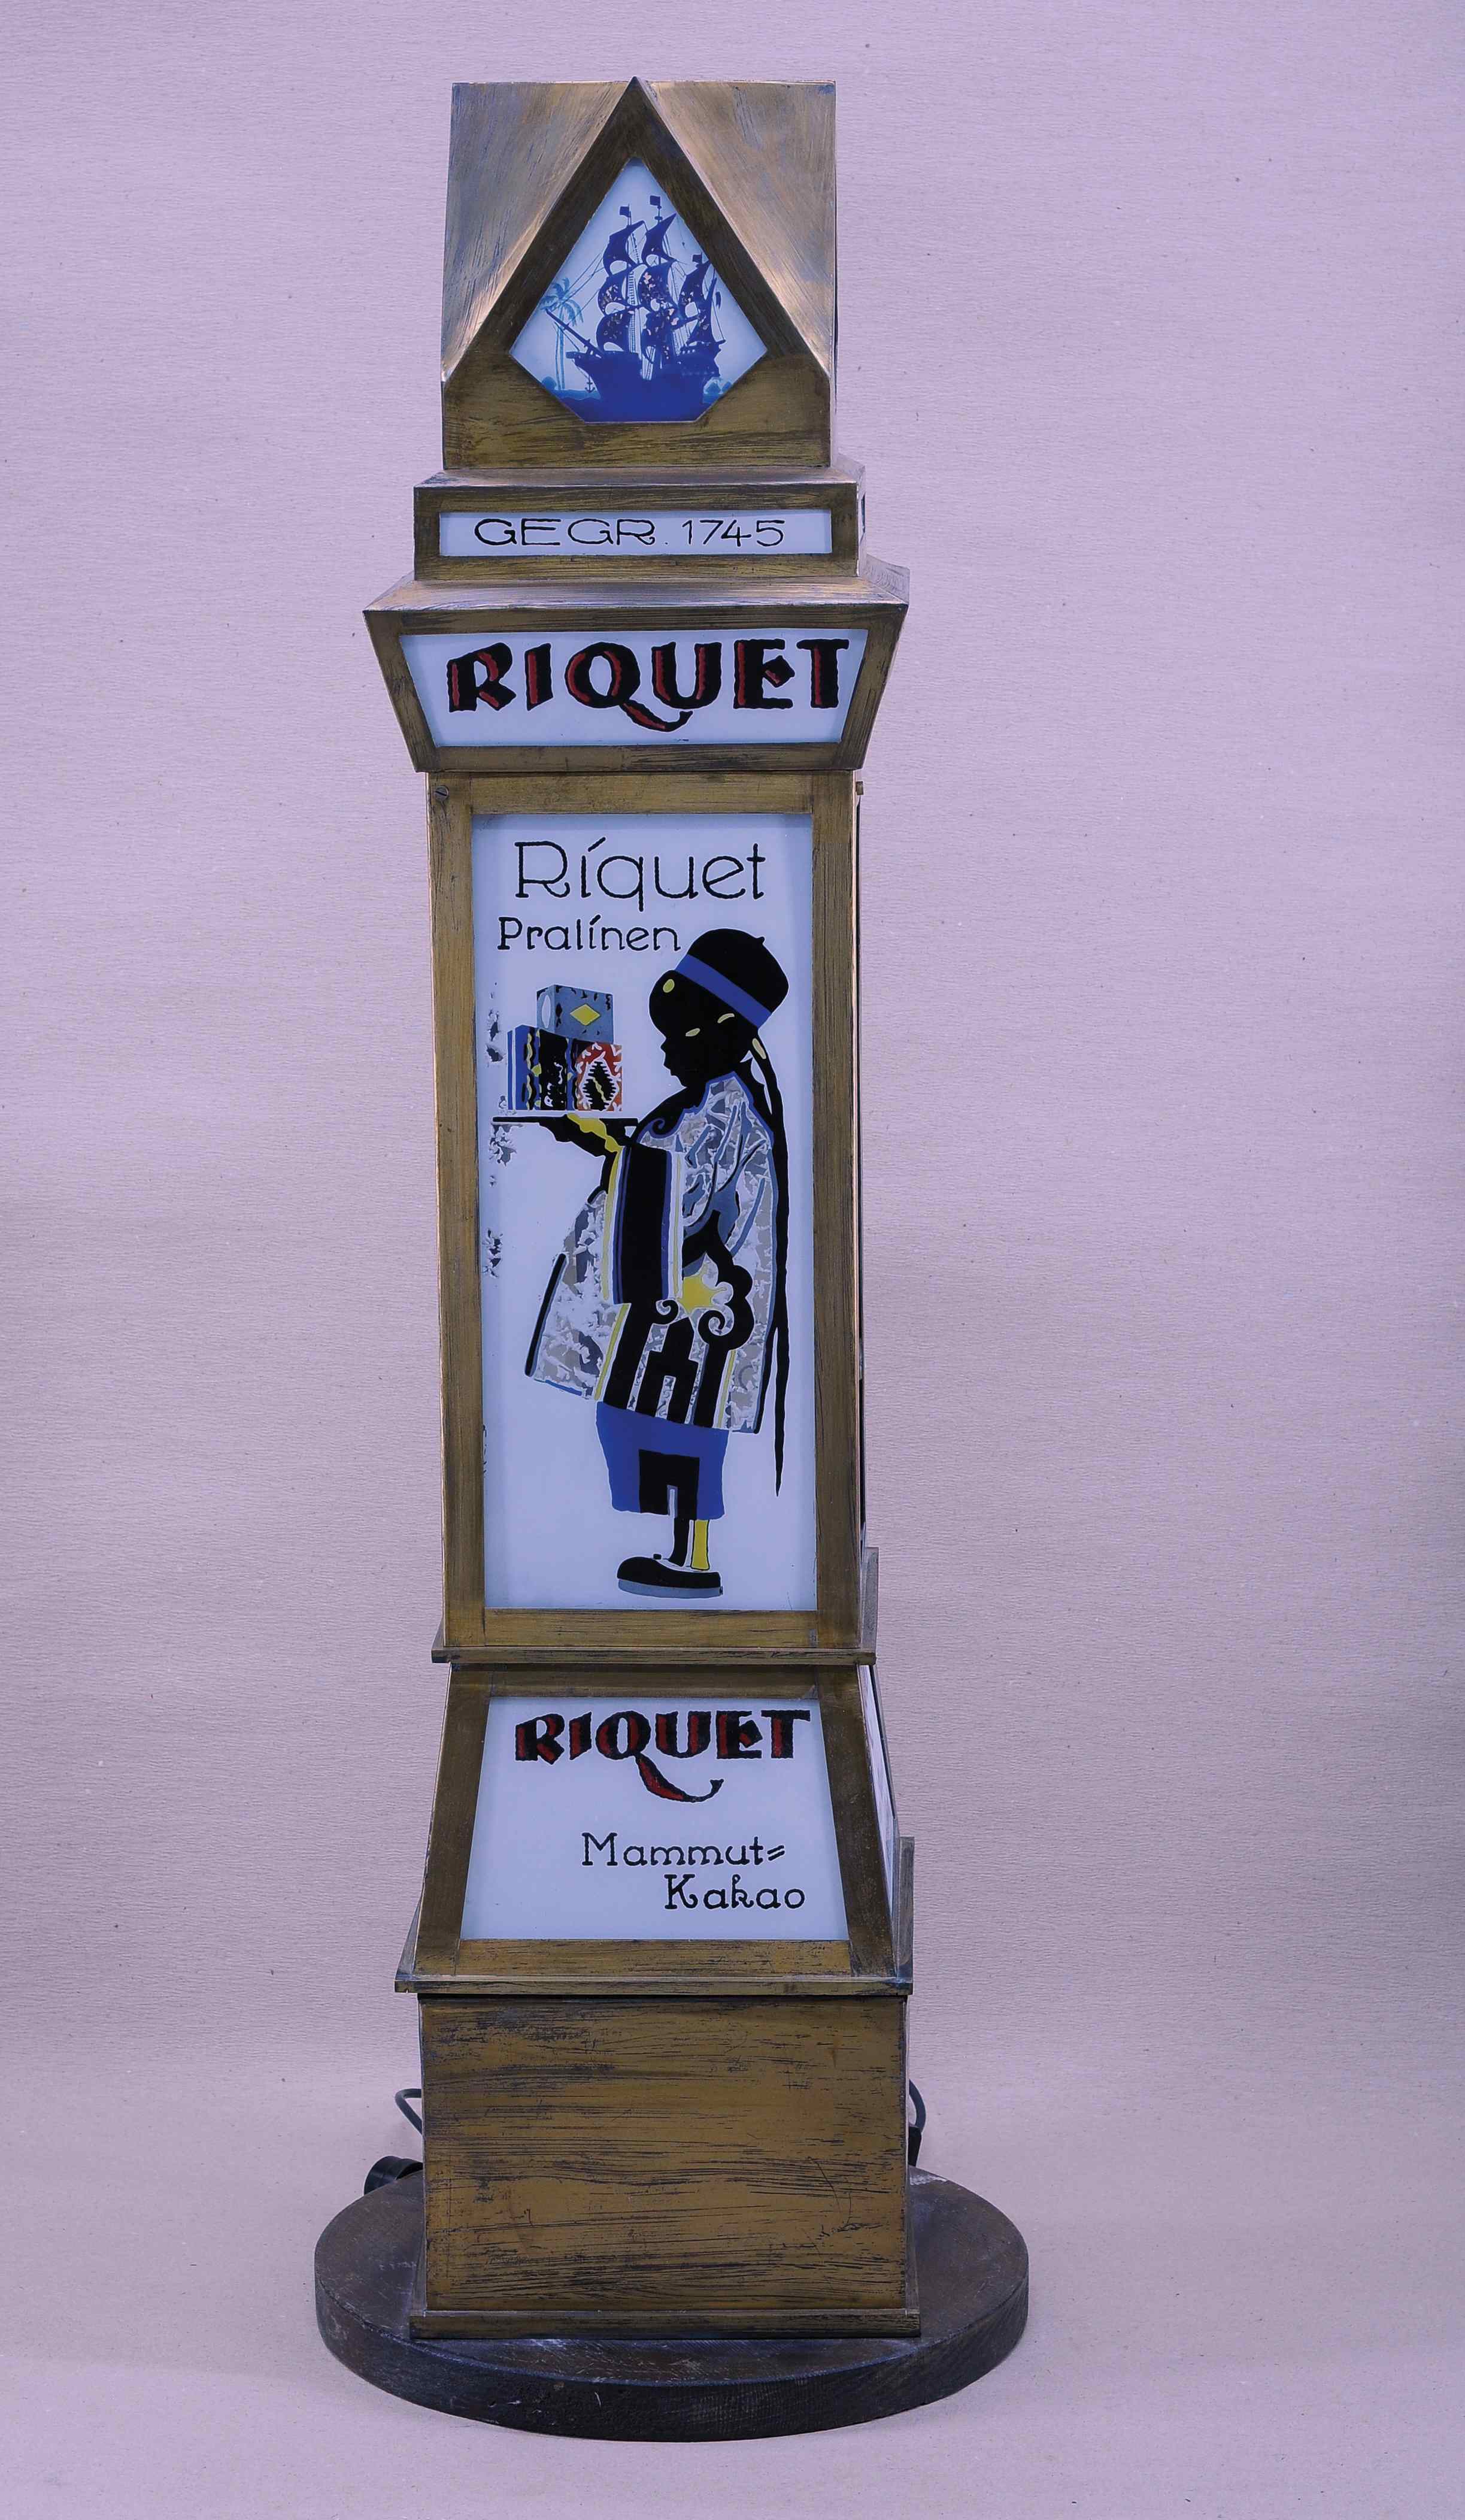 GEGR. 1745
RIQUET
Ríquet
Pralínen
RIQUET
Mammut=
Kakao